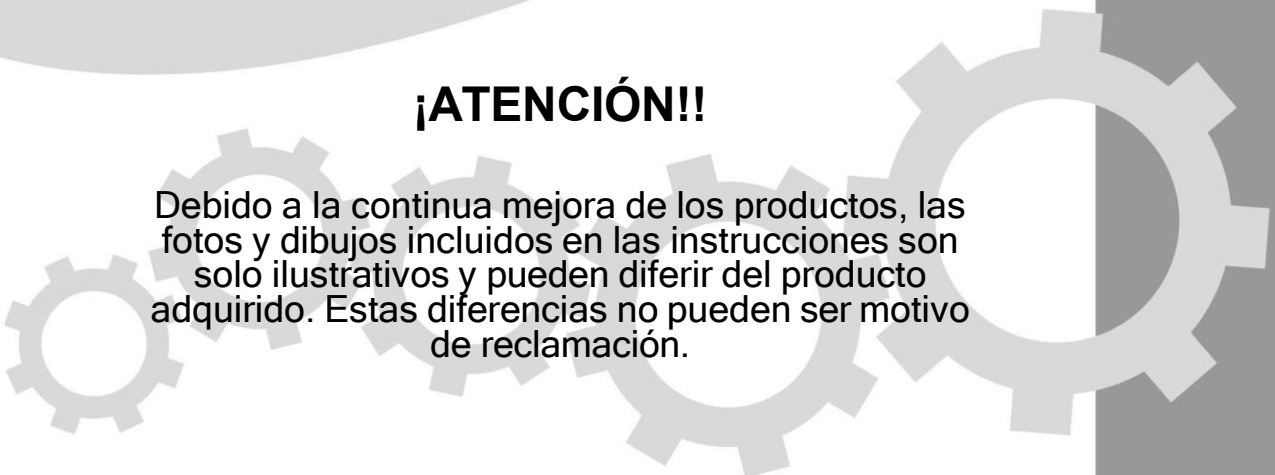 ¡ATENCIÓN!!
Debido a la continua mejora de los productos, las
fotos y dibujos incluidos en las instrucciones son
solo ilustrativos y pueden diferir del producto
adquirido. Estas diferencias no pueden ser motivo
de reclamación.